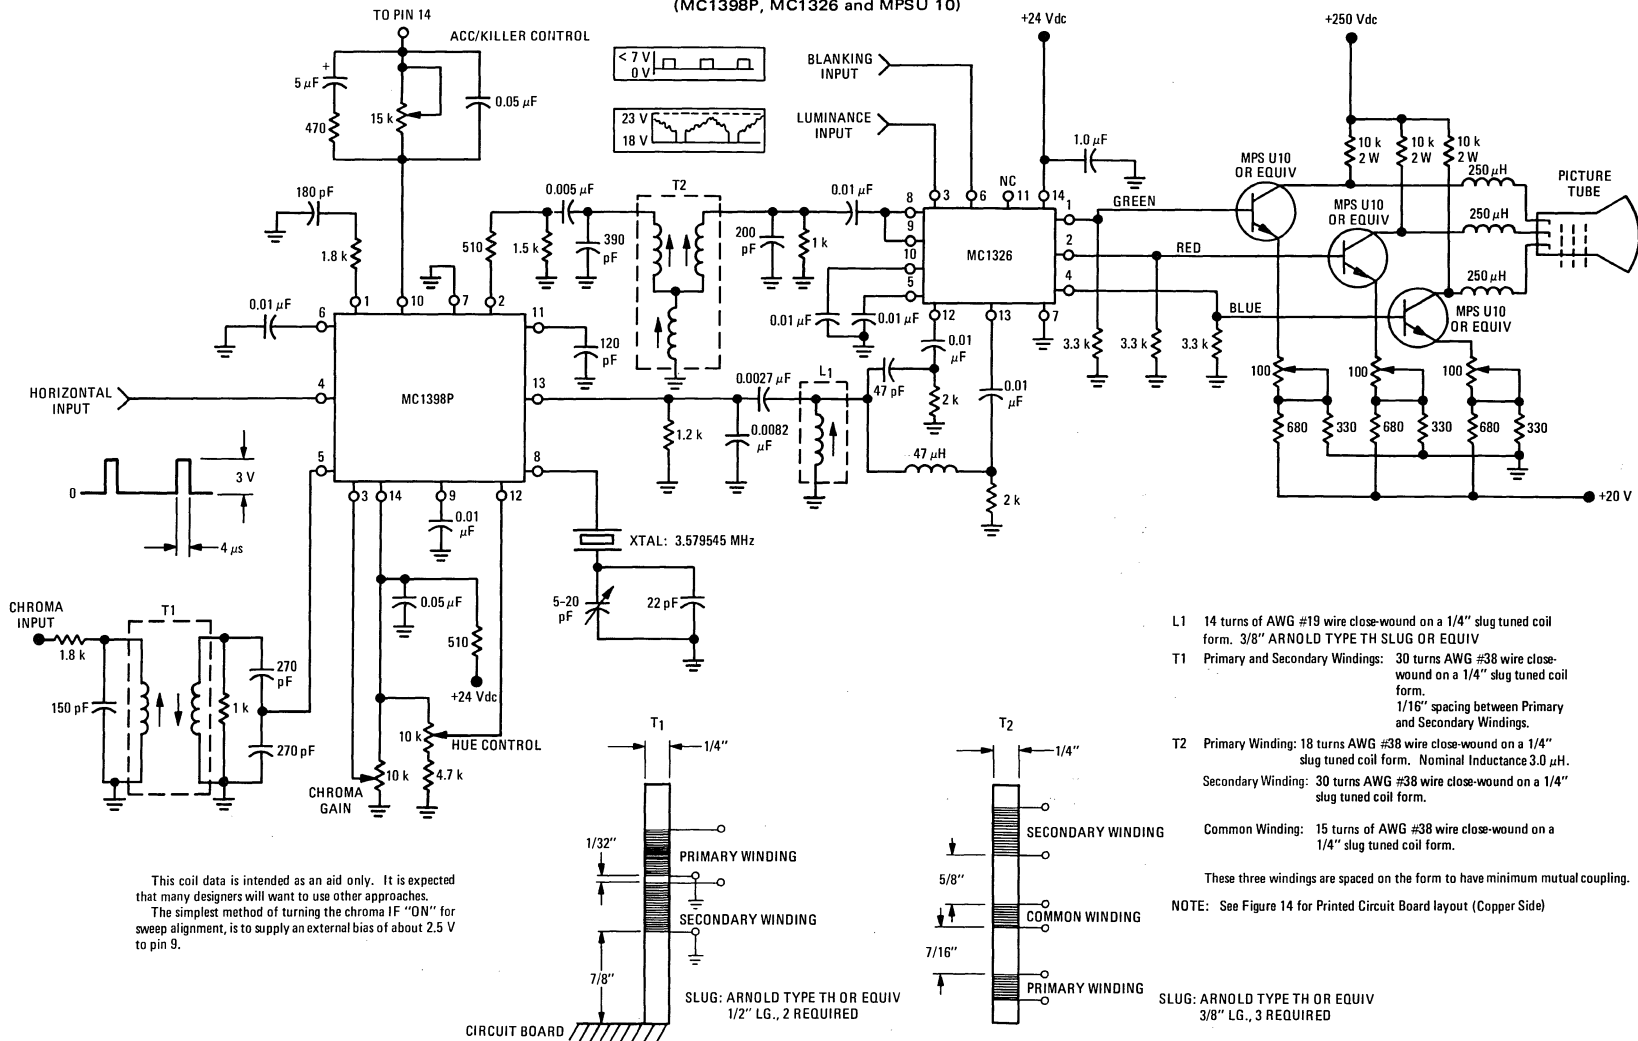 (MC1398P, MC1326 and MPSU 10)
TO PIN 14
ACC/KILLER CONTROL
+
5 µF
470
15 k
0.05 µF
< 7 V
0 V
23 V
18 V
BLANKING
INPUT
LUMINANCE
INPUT
+24 Vdc
1.0 µF
+250 Vdc
10 k
2 W
10 k
2 W
10 k
2 W
MPS U10
OR EQUIV
MPS U10
OR EQUIV
MPS U10
OR EQUIV
250 µH
250 µH
250 µH
PICTURE
TUBE
180 pF
1.8 k
0.01 µF
510
1.5 k
0.005 µF
390
pF
T2
200
pF
1 k
0.01 µF
8
9
10
5
3
6
NC
11
14
1
2
4
12
13
7
MC1326
GREEN
RED
BLUE
0.01 µF
0.01 µF
3.3 k
3.3 k
3.3 k
100
100
100
680
330
680
330
680
330
+20 V
1
10
7
2
6
11
4
13
5
8
3
14
9
12
MC1398P
120
pF
HORIZONTAL
INPUT
0.0027 µF
L1
1.2 k
0.0082
µF
47 pF
0.01
µF
2 k
0.01
µF
47 µH
2 k
0
3 V
4 µs
0.01
µF
XTAL: 3.579545 MHz
5-20
pF
22 pF
0.05 µF
510
+24 Vdc
10 k
HUE CONTROL
10 k
4.7 k
CHROMA
GAIN
CHROMA
INPUT
1.8 k
T1
150 pF
1 k
270
pF
270 pF
L1 14 turns of AWG #19 wire close-wound on a 1/4" slug tuned coil
form. 3/8" ARNOLD TYPE TH SLUG OR EQUIV
T1 Primary and Secondary Windings: 30 turns AWG #38 wire close-
wound on a 1/4" slug tuned coil
form.
1/16" spacing between Primary
and Secondary Windings.
T2 Primary Winding: 18 turns AWG #38 wire close-wound on a 1/4"
slug tuned coil form. Nominal Inductance 3.0 µH.
Secondary Winding: 30 turns AWG #38 wire close-wound on a 1/4"
slug tuned coil form.
Common Winding: 15 turns of AWG #38 wire close-wound on a
1/4" slug tuned coil form.
These three windings are spaced on the form to have minimum mutual coupling.
NOTE: See Figure 14 for Printed Circuit Board layout (Copper Side)
This coil data is intended as an aid only. It is expected
that many designers will want to use other approaches.
The simplest method of turning the chroma IF "ON" for
sweep alignment, is to supply an external bias of about 2.5 V
to pin 9.
T1
1/4"
1/32"
PRIMARY WINDING
SECONDARY WINDING
7/8"
CIRCUIT BOARD
SLUG: ARNOLD TYPE TH OR EQUIV
1/2" LG., 2 REQUIRED
T2
1/4"
SECONDARY WINDING
5/8"
COMMON WINDING
7/16"
PRIMARY WINDING
SLUG: ARNOLD TYPE TH OR EQUIV
3/8" LG., 3 REQUIRED